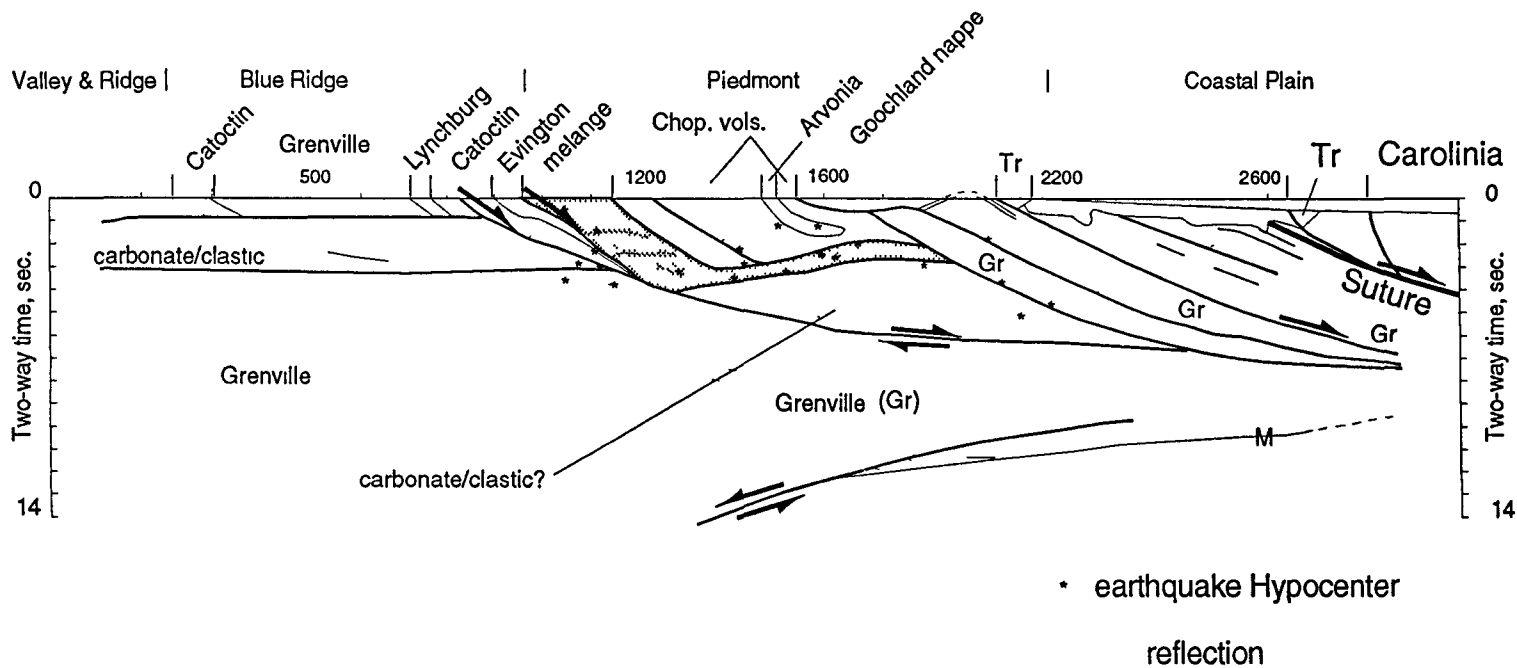 Valley & Ridge
Blue Ridge
Piedmont
Coastal Plain
Catoctin
Grenville
Lynchburg
Catoctin
Evington
melange
Chop. vols.
Arvonia
Goochland nappe
Tr
Tr
Carolinia
0
500
1200
1600
2200
2600
0
carbonate/clastic
Gr
Gr
Gr
Suture
Two-way time, sec.
Two-way time, sec.
Grenville
Grenville (Gr)
M
carbonate/clastic?
14
14
* earthquake Hypocenter
reflection